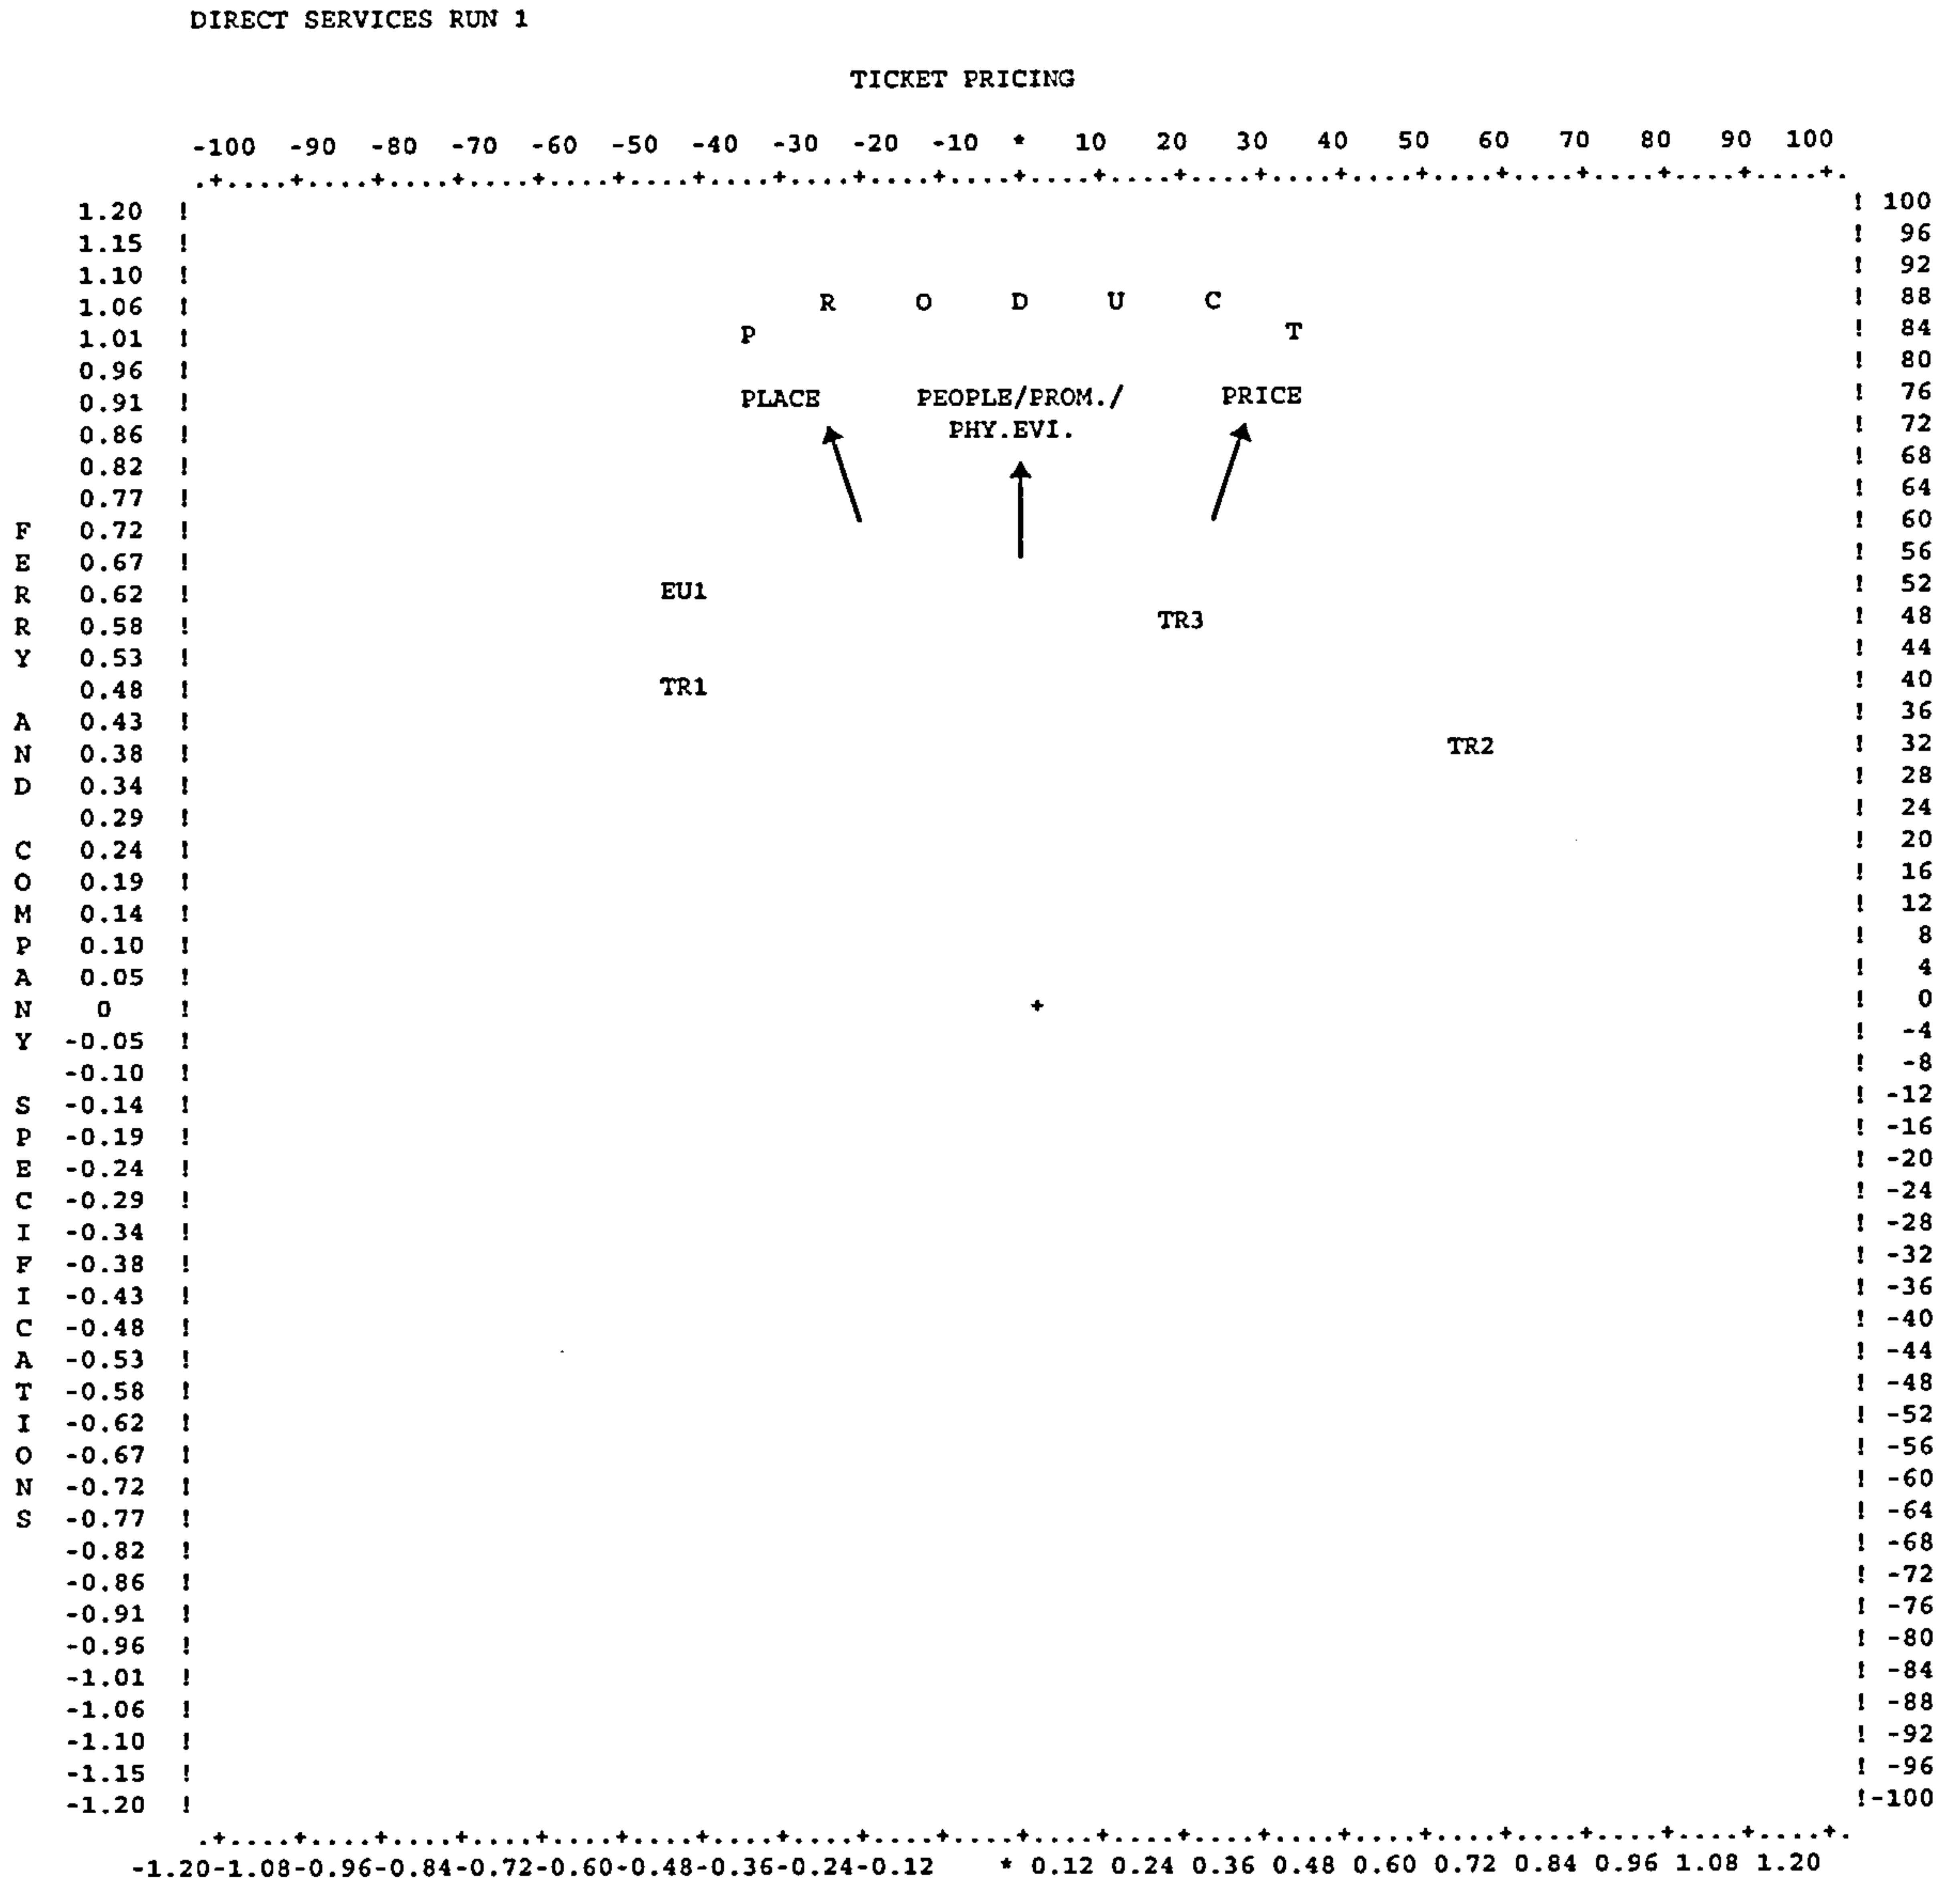 DIRECT SERVICES RUN 1
TICKET PRICING
-100 -90 -80 -70 -60 -50 -40 -30 -20 -10 * 10 20 30 40 50 60 70 80 90 100
.+....+....+....+....+....+....+....+....+....+....+....+....+....+....+....+....+....+....+....+....+.
1.20 ! ! 100
1.15 ! ! 96
1.10 ! ! 92
1.06 ! R O D U C ! 88
1.01 ! P T ! 84
0.96 ! ! 80
0.91 ! PLACE PEOPLE/PROM./ PRICE ! 76
0.86 ! PHY.EVI. ! 72
0.82 ! ! 68
0.77 ! ! 64
F 0.72 ! ! 60
E 0.67 ! ! 56
R 0.62 ! EU1 ! 52
R 0.58 ! TR3 ! 48
Y 0.53 ! ! 44
0.48 ! TR1 ! 40
A 0.43 ! ! 36
N 0.38 ! TR2 ! 32
D 0.34 ! ! 28
0.29 ! 24
C 0.24 ! ! 20
O 0.19 ! ! 16
M 0.14 ! ! 12
P 0.10 ! ! 8
A 0.05 ! ! 4
N 0 ! + ! 0
Y -0.05 ! ! -4
-0.10 ! ! -8
S -0.14 ! ! -12
P -0.19 ! ! -16
E -0.24 ! ! -20
C -0.29 ! ! -24
I -0.34 ! ! -28
F -0.38 ! ! -32
I -0.43 ! ! -36
C -0.48 ! ! -40
A -0.53 ! ! -44
T -0.58 ! ! -48
I -0.62 ! ! -52
O -0.67 ! ! -56
N -0.72 ! ! -60
S -0.77 ! ! -64
-0.82 ! ! -68
-0.86 ! ! -72
-0.91 ! ! -76
-0.96 ! ! -80
-1.01 ! ! -84
-1.06 ! ! -88
-1.10 ! ! -92
-1.15 ! ! -96
-1.20 ! !-100
.+....+....+....+....+....+....+....+....+....+....+....+....+....+....+....+....+....+....+....+....+.
-1.20-1.08-0.96-0.84-0.72-0.60-0.48-0.36-0.24-0.12 * 0.12 0.24 0.36 0.48 0.60 0.72 0.84 0.96 1.08 1.20